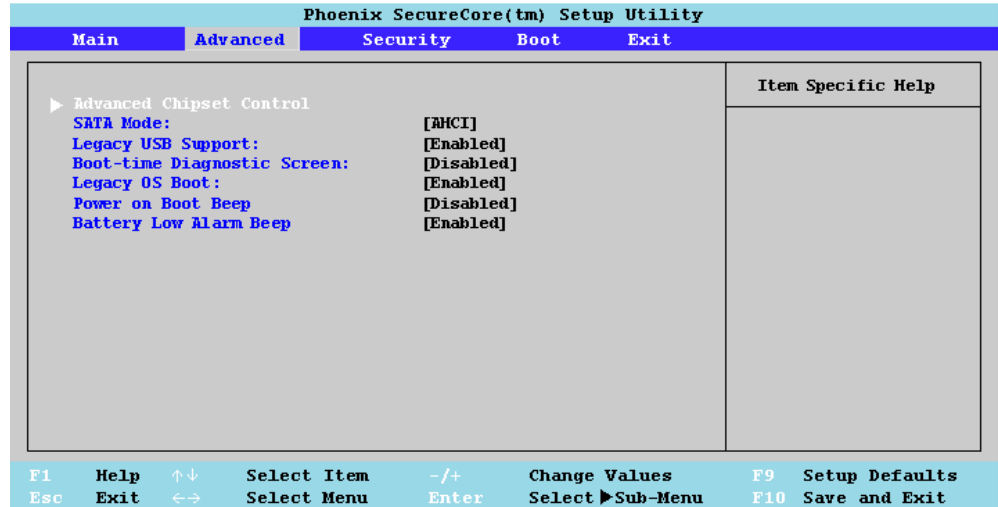 Phoenix SecureCore(tm) Setup Utility
Main Advanced Security Boot Exit
Item Specific Help
▶ Advanced Chipset Control
SATA Mode: [AHCI]
Legacy USB Support: [Enabled]
Boot-time Diagnostic Screen: [Disabled]
Legacy OS Boot: [Enabled]
Power on Boot Beep [Disabled]
Battery Low Alarm Beep [Enabled]
F1 Help ↑↓ Select Item -/+ Change Values F9 Setup Defaults
Esc Exit ←→ Select Menu Enter Select ▶Sub-Menu F10 Save and Exit